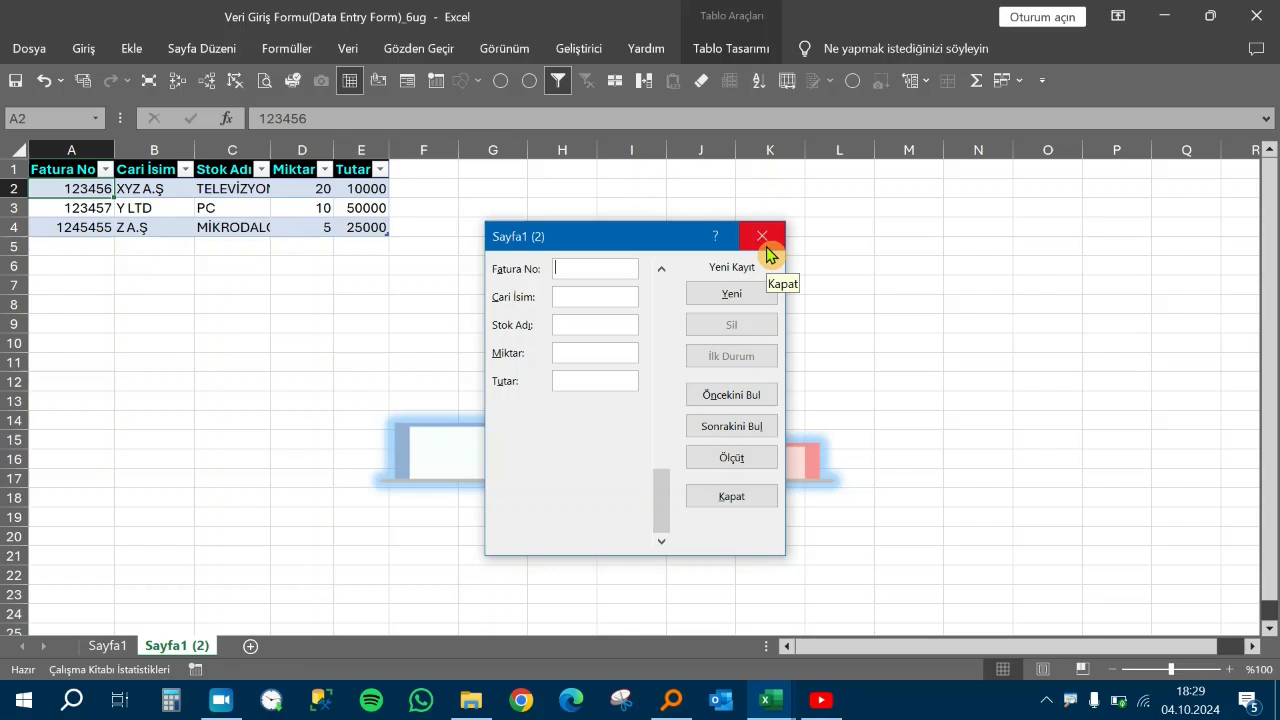 Veri Giriş Formu(Data Entry Form)_6ug - Excel
Tablo Araçları
Oturum açın
Dosya Giriş Ekle Sayfa Düzeni Formüller Veri Gözden Geçir Görünüm Geliştirici Yardım Tablo Tasarımı Ne yapmak istediğinizi söyleyin
A2 fx 123456
A B C D E F G H I J K L M N O P Q R
1 Fatura No Cari İsim Stok Adı Miktar Tutar
2 123456 XYZ A.Ş TELEVİZYON 20 10000
3 123457 Y LTD PC 10 50000
4 1245455 Z A.Ş MİKRODALG 5 25000
5
6
7
8
9
10
11
12
13
14
15
16
17
18
19
20
21
22
23
24
25
Sayfa1 (2) ?
Kapat
Fatura No:
Cari İsim:
Stok Adı:
Miktar:
Tutar:
Yeni Kayıt
Yeni
Sil
İlk Durum
Öncekini Bul
Sonrakini Bul
Ölçüt
Kapat
Sayfa1 Sayfa1 (2)
Hazır Çalışma Kitabı İstatistikleri %100
18:29
04.10.2024
5